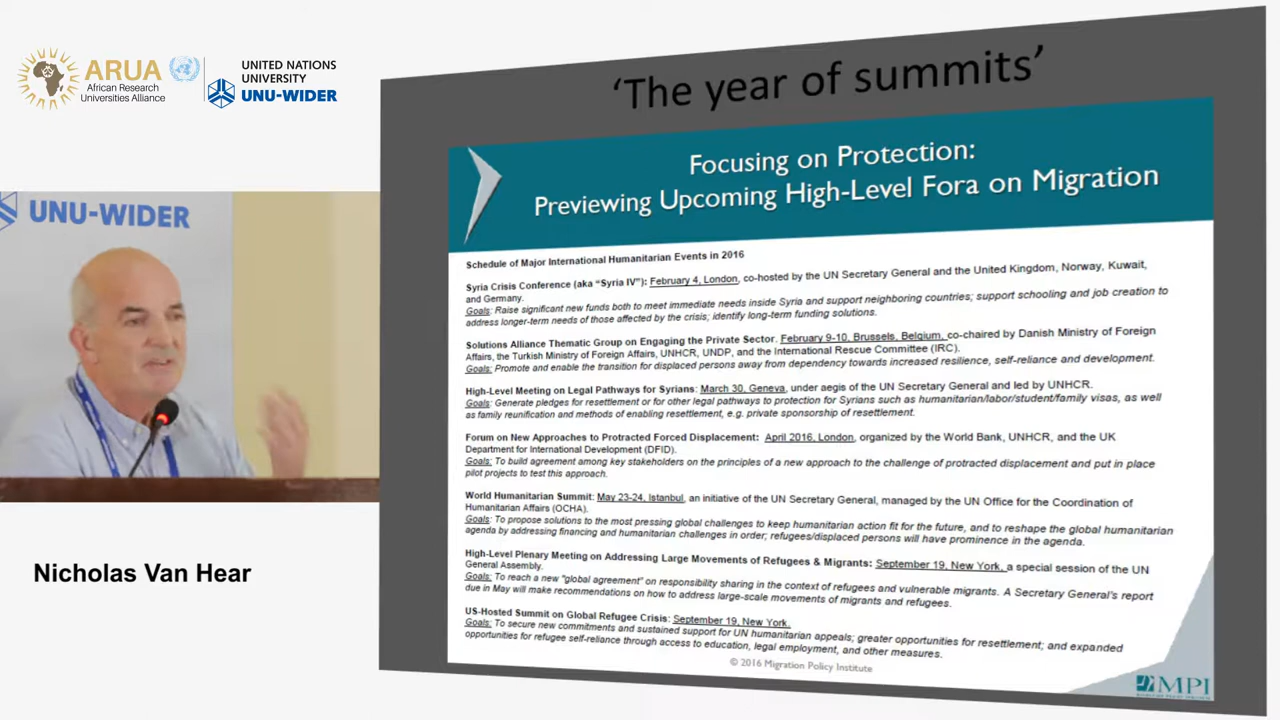 ARUA
African Research
Universities Alliance
UNITED NATIONS
UNIVERSITY
UNU-WIDER
UNU-WIDER
Nicholas Van Hear
'The year of summits'
Focusing on Protection:
Previewing Upcoming High-Level Fora on Migration
Schedule of Major International Humanitarian Events in 2016
Syria Crisis Conference (aka "Syria IV"): February 4, London, co-hosted by the UN Secretary General and the United Kingdom, Norway, Kuwait,
and Germany.
Goals: Raise significant new funds both to meet immediate needs inside Syria and support neighboring countries; support schooling and job creation to
address longer-term needs of those affected by the crisis; identify long-term funding solutions.
Solutions Alliance Thematic Group on Engaging the Private Sector. February 9-10, Brussels, Belgium, co-chaired by Danish Ministry of Foreign
Affairs, the Turkish Ministry of Foreign Affairs, UNHCR, UNDP, and the International Rescue Committee (IRC).
Goals: Promote and enable the transition for displaced persons away from dependency towards increased resilience, self-reliance and development.
High-Level Meeting on Legal Pathways for Syrians: March 30, Geneva, under aegis of the UN Secretary General and led by UNHCR.
Goals: Generate pledges for resettlement or for other legal pathways to protection for Syrians such as humanitarian/labor/student/family visas, as well
as family reunification and methods of enabling resettlement, e.g. private sponsorship of resettlement.
Forum on New Approaches to Protracted Forced Displacement: April 2016, London, organized by the World Bank, UNHCR, and the UK
Department for International Development (DFID).
Goals: To build agreement among key stakeholders on the principles of a new approach to the challenge of protracted displacement and put in place
pilot projects to test this approach.
World Humanitarian Summit: May 23-24, Istanbul, an initiative of the UN Secretary General, managed by the UN Office for the Coordination of
Humanitarian Affairs (OCHA).
Goals: To propose solutions to the most pressing global challenges to keep humanitarian action fit for the future, and to reshape the global humanitarian
agenda by addressing financing and humanitarian challenges in order; refugees/displaced persons will have prominence in the agenda.
High-Level Plenary Meeting on Addressing Large Movements of Refugees & Migrants: September 19, New York, a special session of the UN
General Assembly.
Goals: To reach a new "global agreement" on responsibility sharing in the context of refugees and vulnerable migrants. A Secretary General's report
due in May will make recommendations on how to address large-scale movements of migrants and refugees.
US-Hosted Summit on Global Refugee Crisis: September 19, New York.
Goals: To secure new commitments and sustained support for UN humanitarian appeals; greater opportunities for resettlement; and expanded
opportunities for refugee self-reliance through access to education, legal employment, and other measures.
© 2016 Migration Policy Institute
MPI